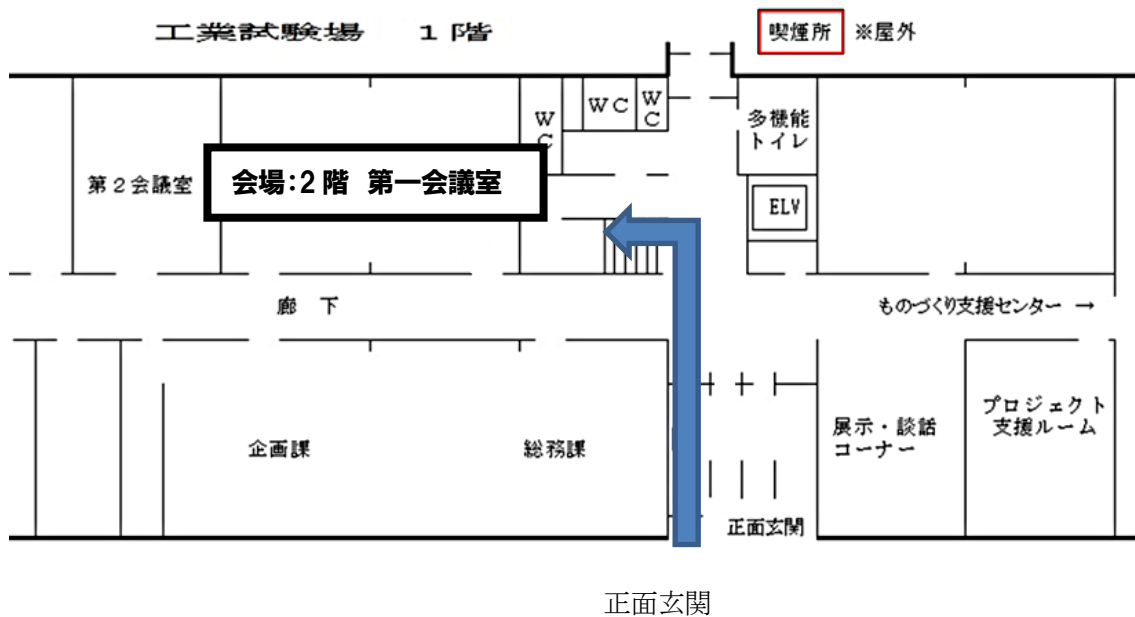 工業試験場 1階
喫煙所 ※屋外
WC
WC
WC
多機能
トイレ
第2会議室
会場:2階 第一会議室
ELV
廊下
ものづくり支援センター →
企画課
総務課
展示・談話
コーナー
プロジェクト
支援ルーム
正面玄関
正面玄関